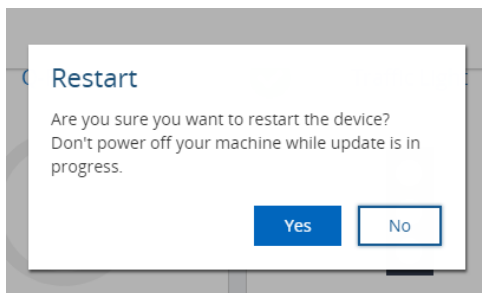 Restart
Are you sure you want to restart the device?
Don't power off your machine while update is in
progress.
Yes
No